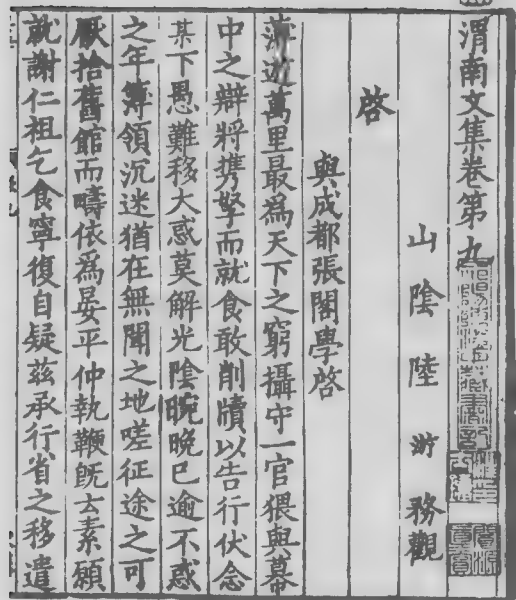 渭南文集卷第九
山陰陸游務觀
啓
與成都張閣學啓
薄遊萬里最為天下之窮攝守一官猥與幕
中之辯將攜孥而就食敢削牘以告行伏念
某下愚難移大惑莫解光陰晼晚已逾不惑
之年簿領沉迷猶在無聞之地嗟征途之可
厭捨舊館而疇依為晏平仲執鞭旣云素願
就謝仁祖乞食寧復自疑茲承行省之移遣